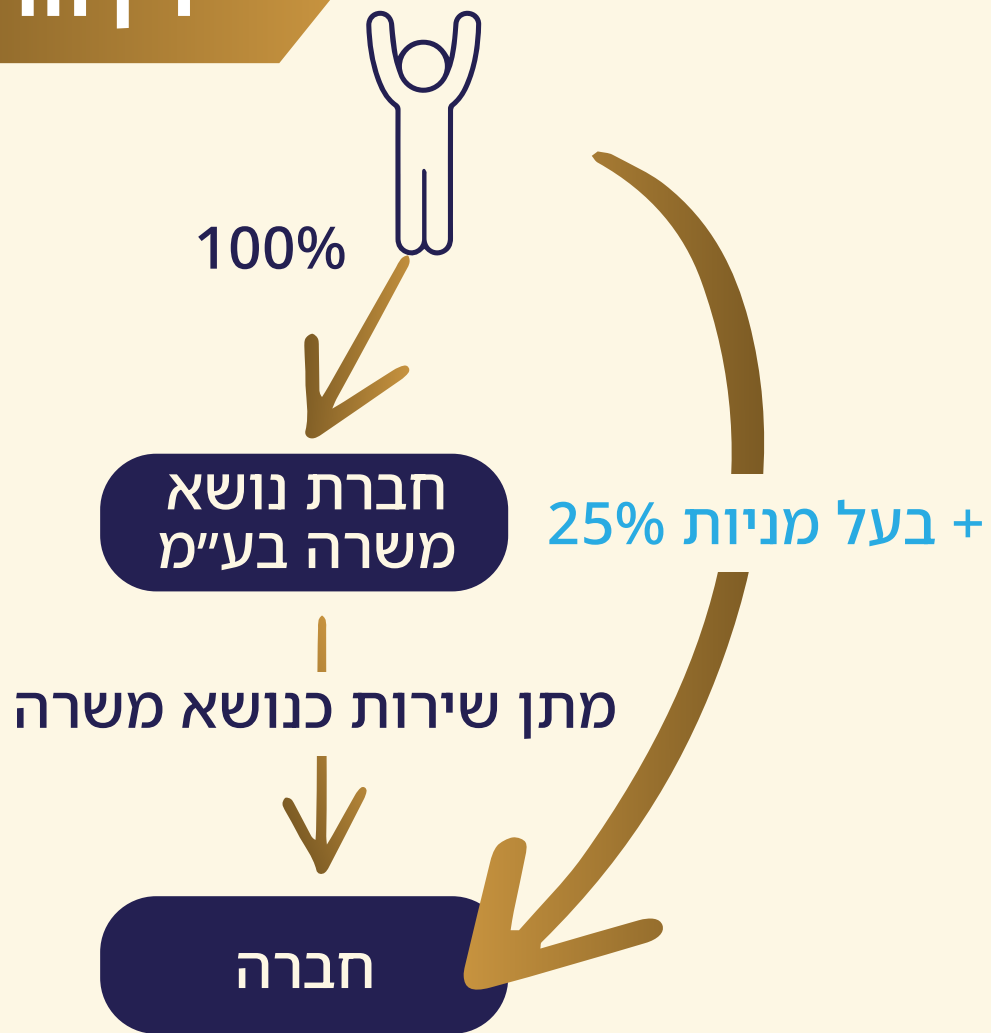 100%
חברת נושא
משרה בע״מ
+ בעל מניות 25%
מתן שירות כנושא משרה
חברה